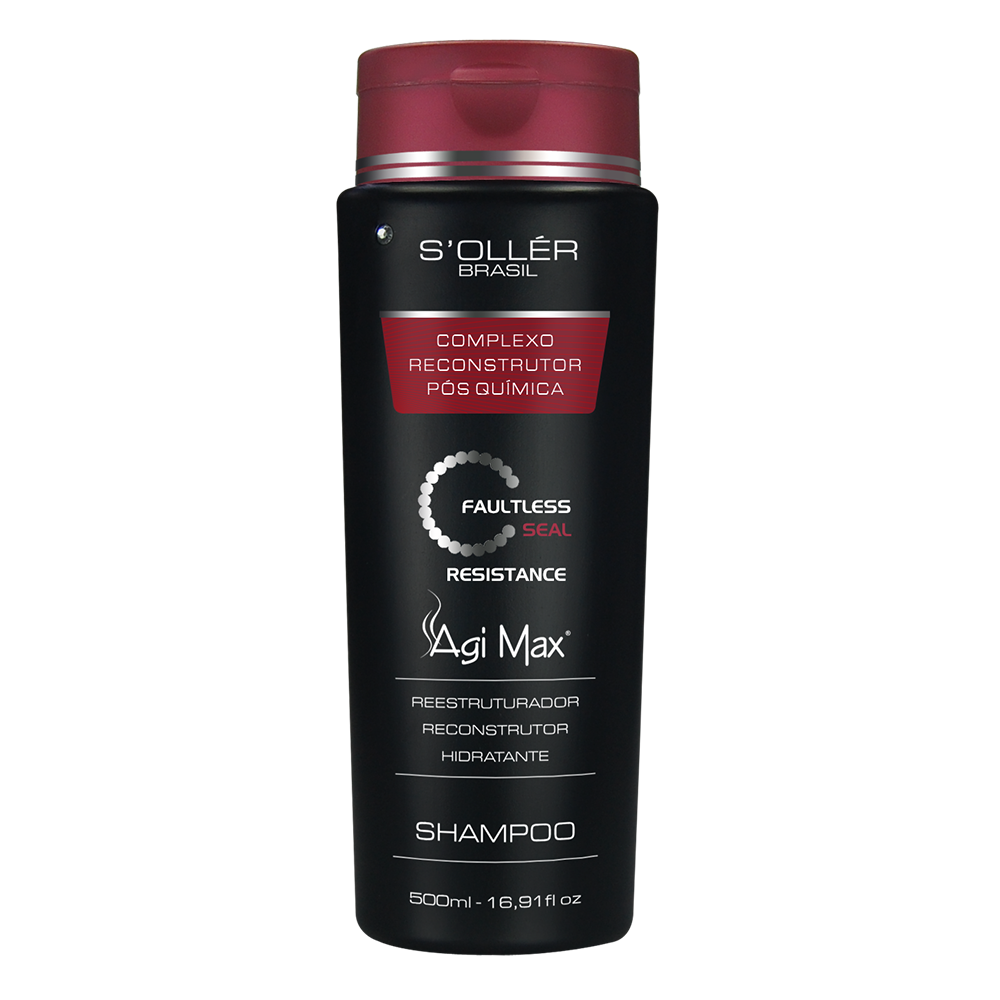 S'OLLÉR
BRASIL
COMPLEXO
RECONSTRUTOR
PÓS QUÍMICA
FAULTLESS
SEAL
RESISTANCE
Agi Max®
REESTRUTURADOR
RECONSTRUTOR
HIDRATANTE
SHAMPOO
500ml - 16,91fl oz